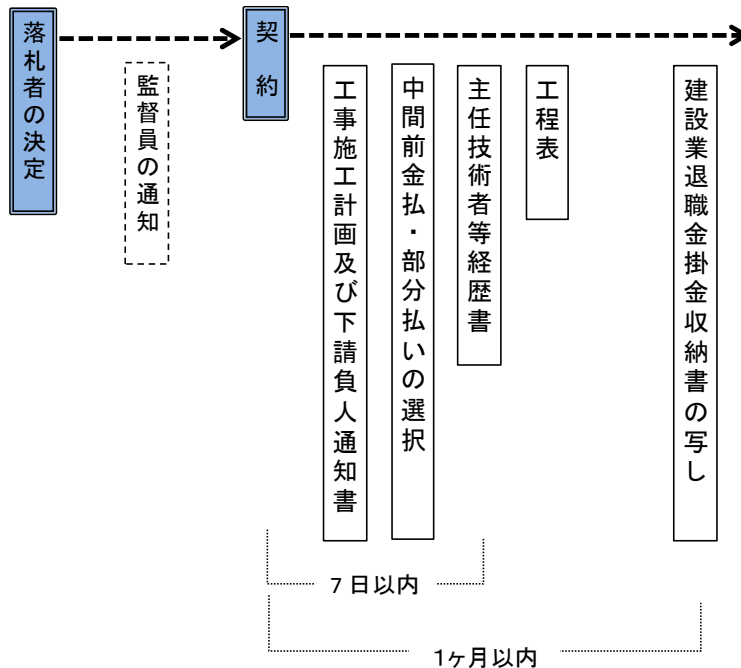 落札者の決定
監督員の通知
契約
工事施工計画及び下請負人通知書
中間前金払・部分払いの選択
主任技術者等経歴書
工程表
建設業退職金掛金収納書の写し
7日以内
1ヶ月以内